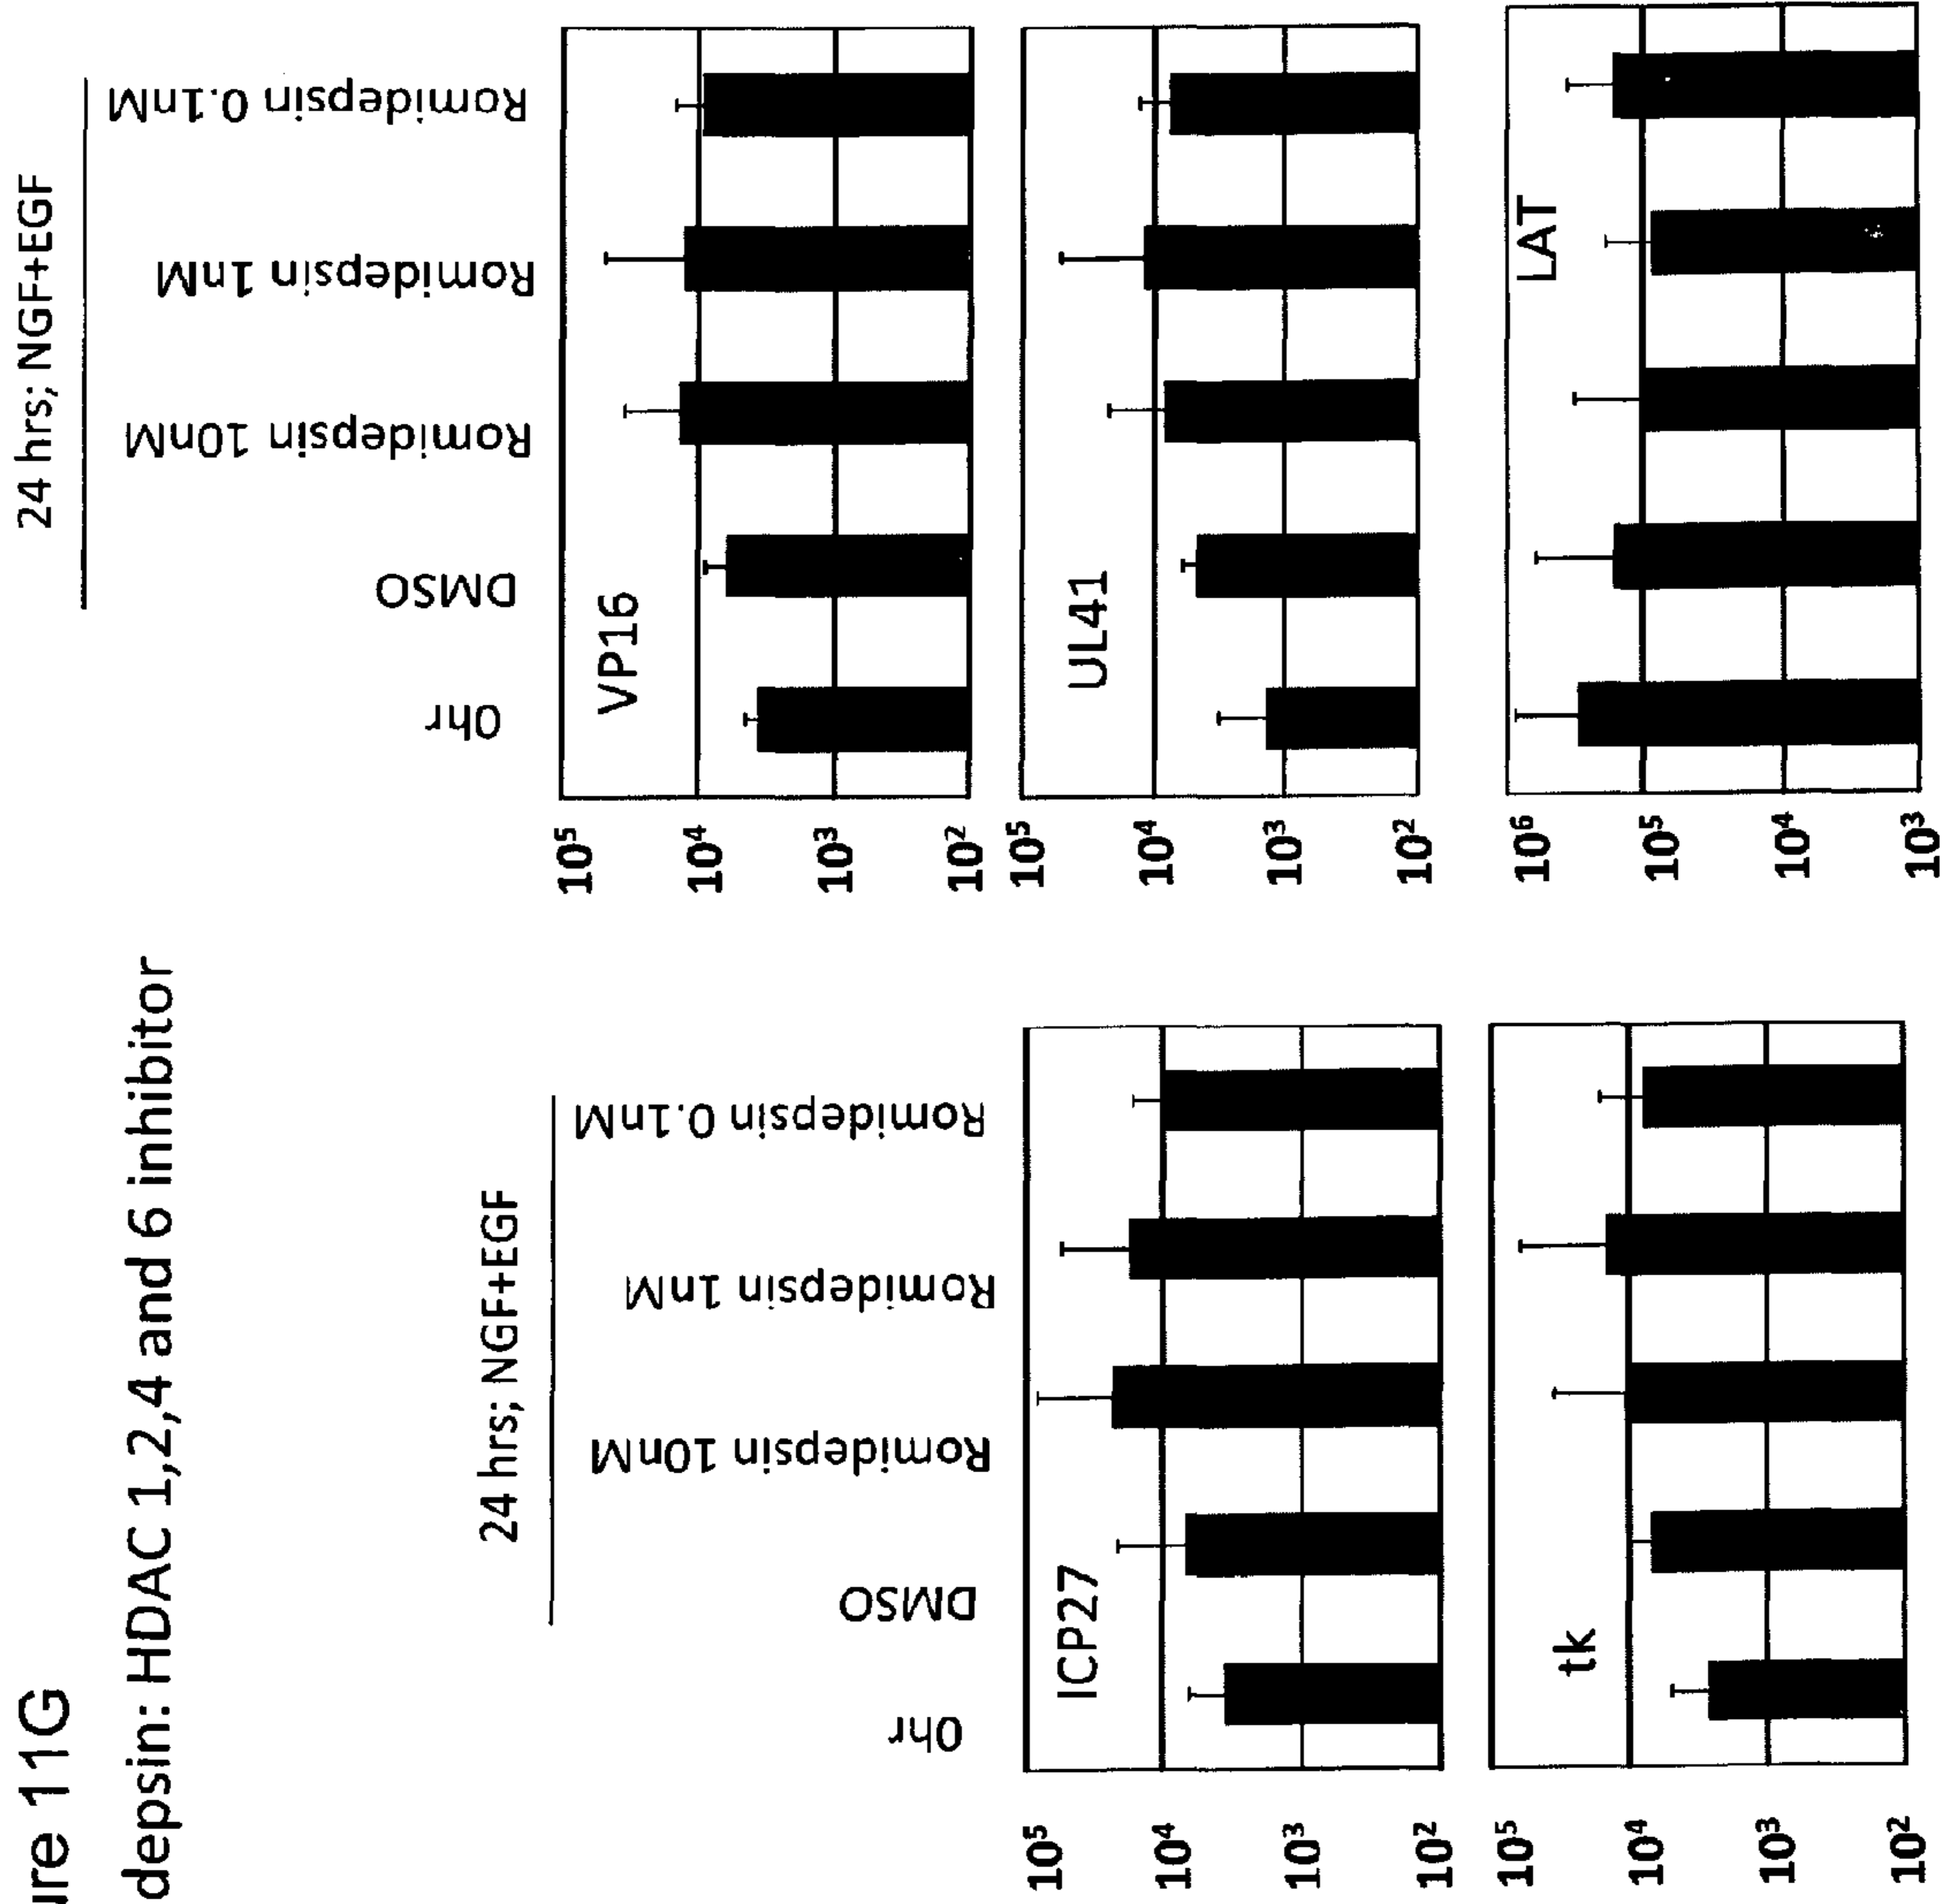 ure 11G
depsin: HDAC 1,2,4 and 6 inhibitor
24 hrs; NGF+EGF
0hr
DMSO
Romidepsin 10nM
Romidepsin 1nM
Romidepsin 0.1nM
ICP27
10⁵
10⁴
10³
10²
tk
10⁵
10⁴
10³
10²
24 hrs; NGF+EGF
0hr
DMSO
Romidepsin 10nM
Romidepsin 1nM
Romidepsin 0.1nM
VP16
10⁵
10⁴
10³
10²
UL41
10⁵
10⁴
10³
10²
LAT
10⁶
10⁵
10⁴
10³